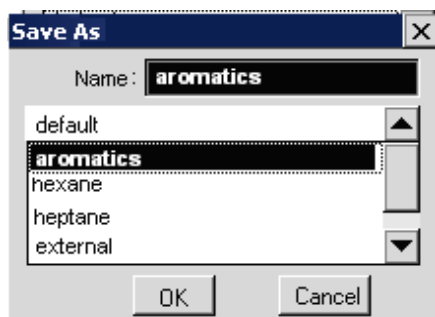 Save As
Name: aromatics
default
aromatics
hexane
heptane
external
OK Cancel